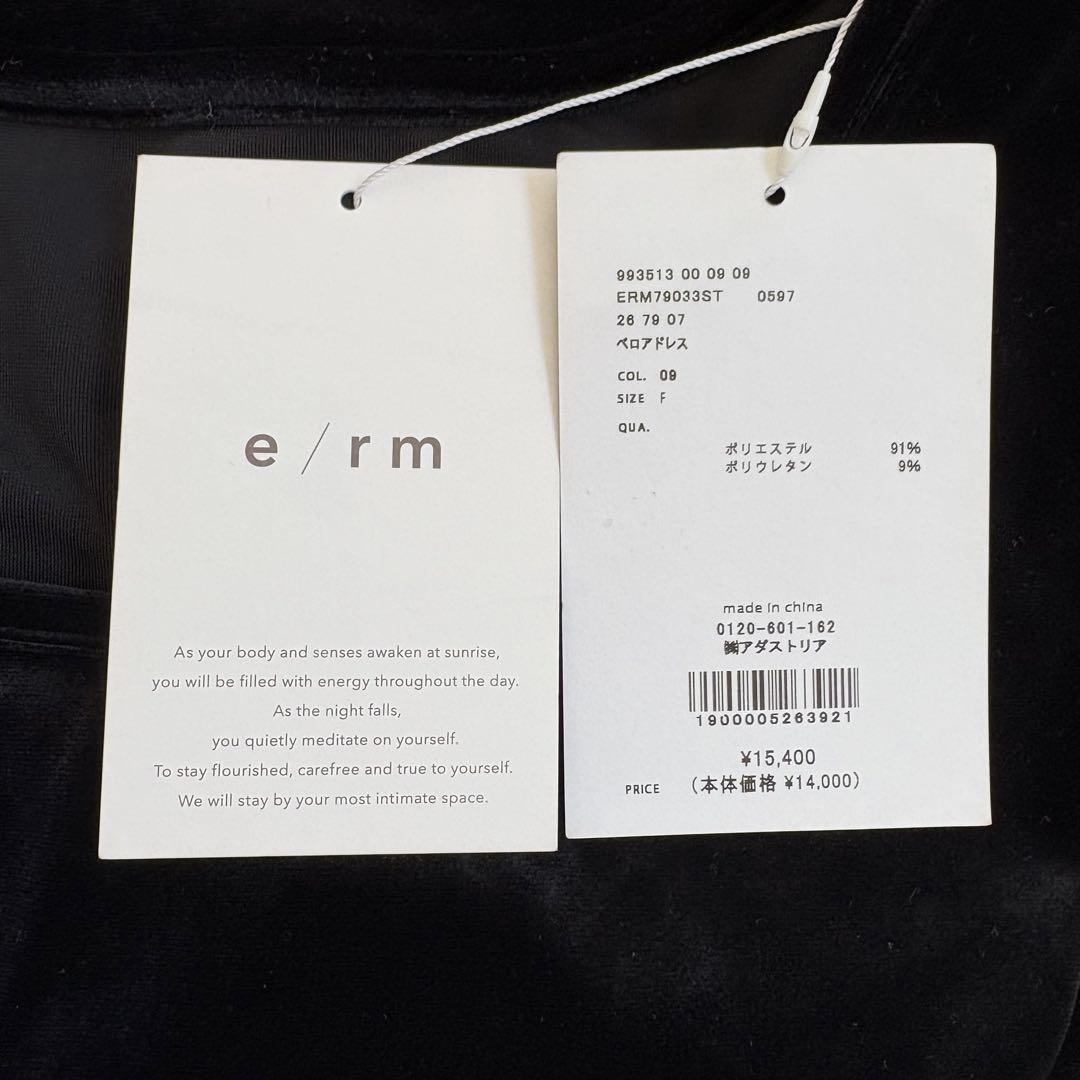 e / rm
As your body and senses awaken at sunrise,
you will be filled with energy throughout the day.
As the night falls,
you quietly meditate on yourself.
To stay flourished, carefree and true to yourself.
We will stay by your most intimate space.
993513 00 09 09
ERM79033ST 0597
26 79 07
ベロアドレス
COL. 09
SIZE F
QUA.
ポリエステル 91%
ポリウレタン 9%
made in china
0120-601-162
㈱アダストリア
1900005263921
¥15,400
PRICE (本体価格 ¥14,000)